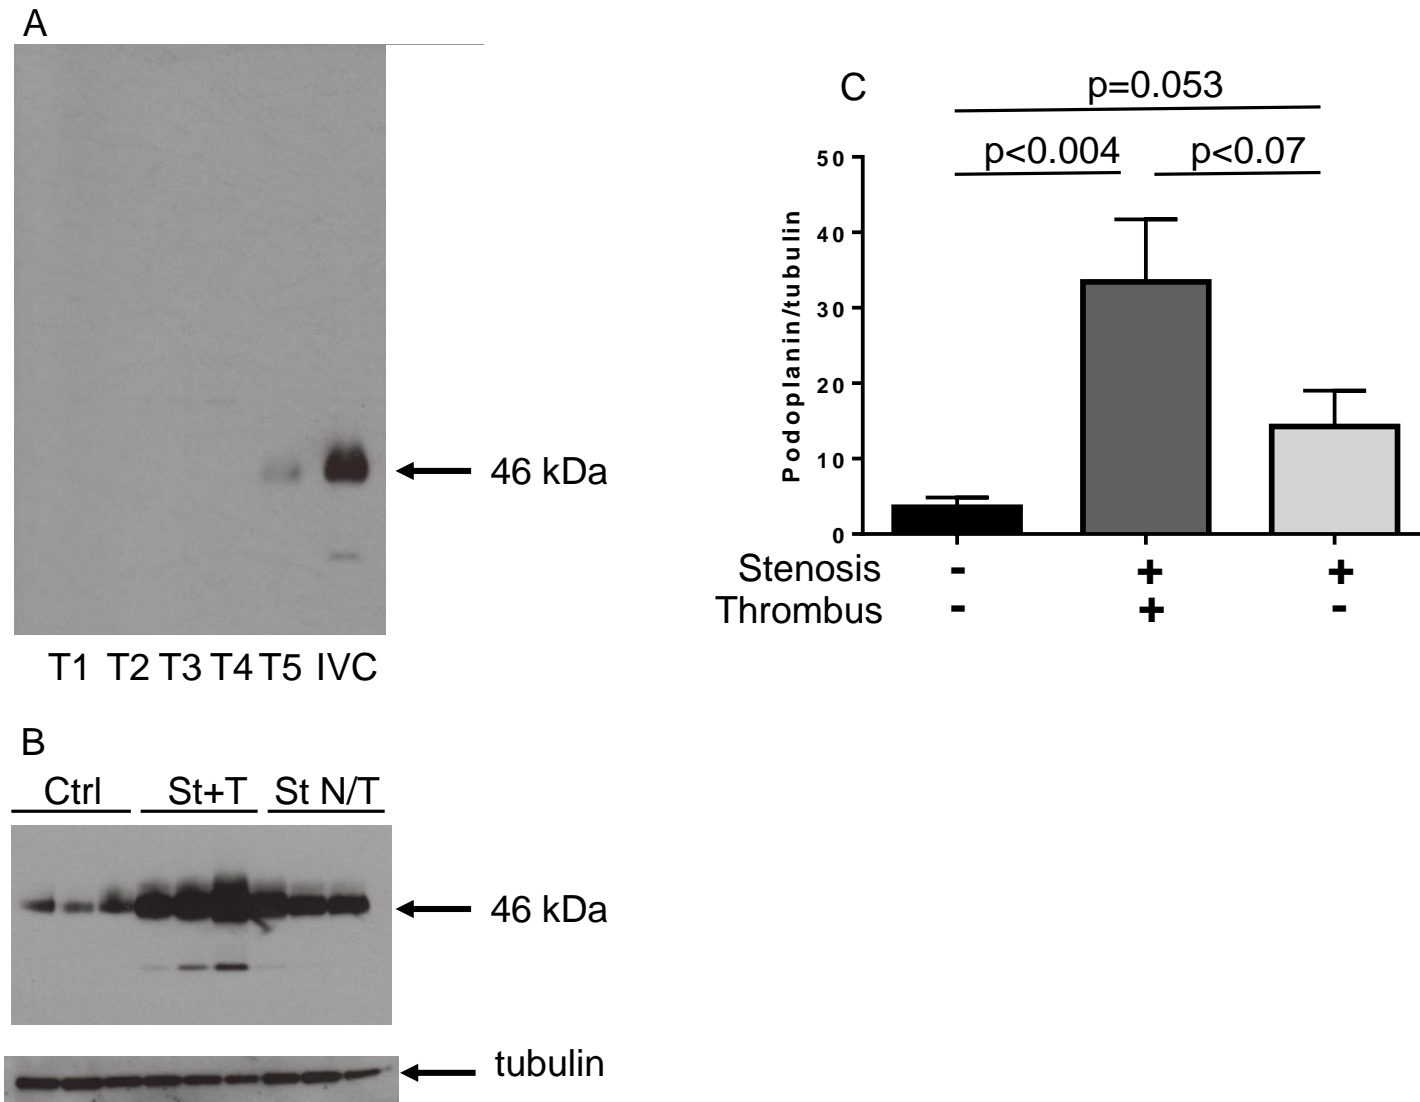 A
46 kDa
T1 T2 T3 T4 T5 IVC
B
Ctrl St+T St N/T
46 kDa
tubulin
C
p=0.053
p<0.004 p<0.07
50
40
30
20
10
0
Podoplanin/tubulin
Stenosis - + +
Thrombus - + -